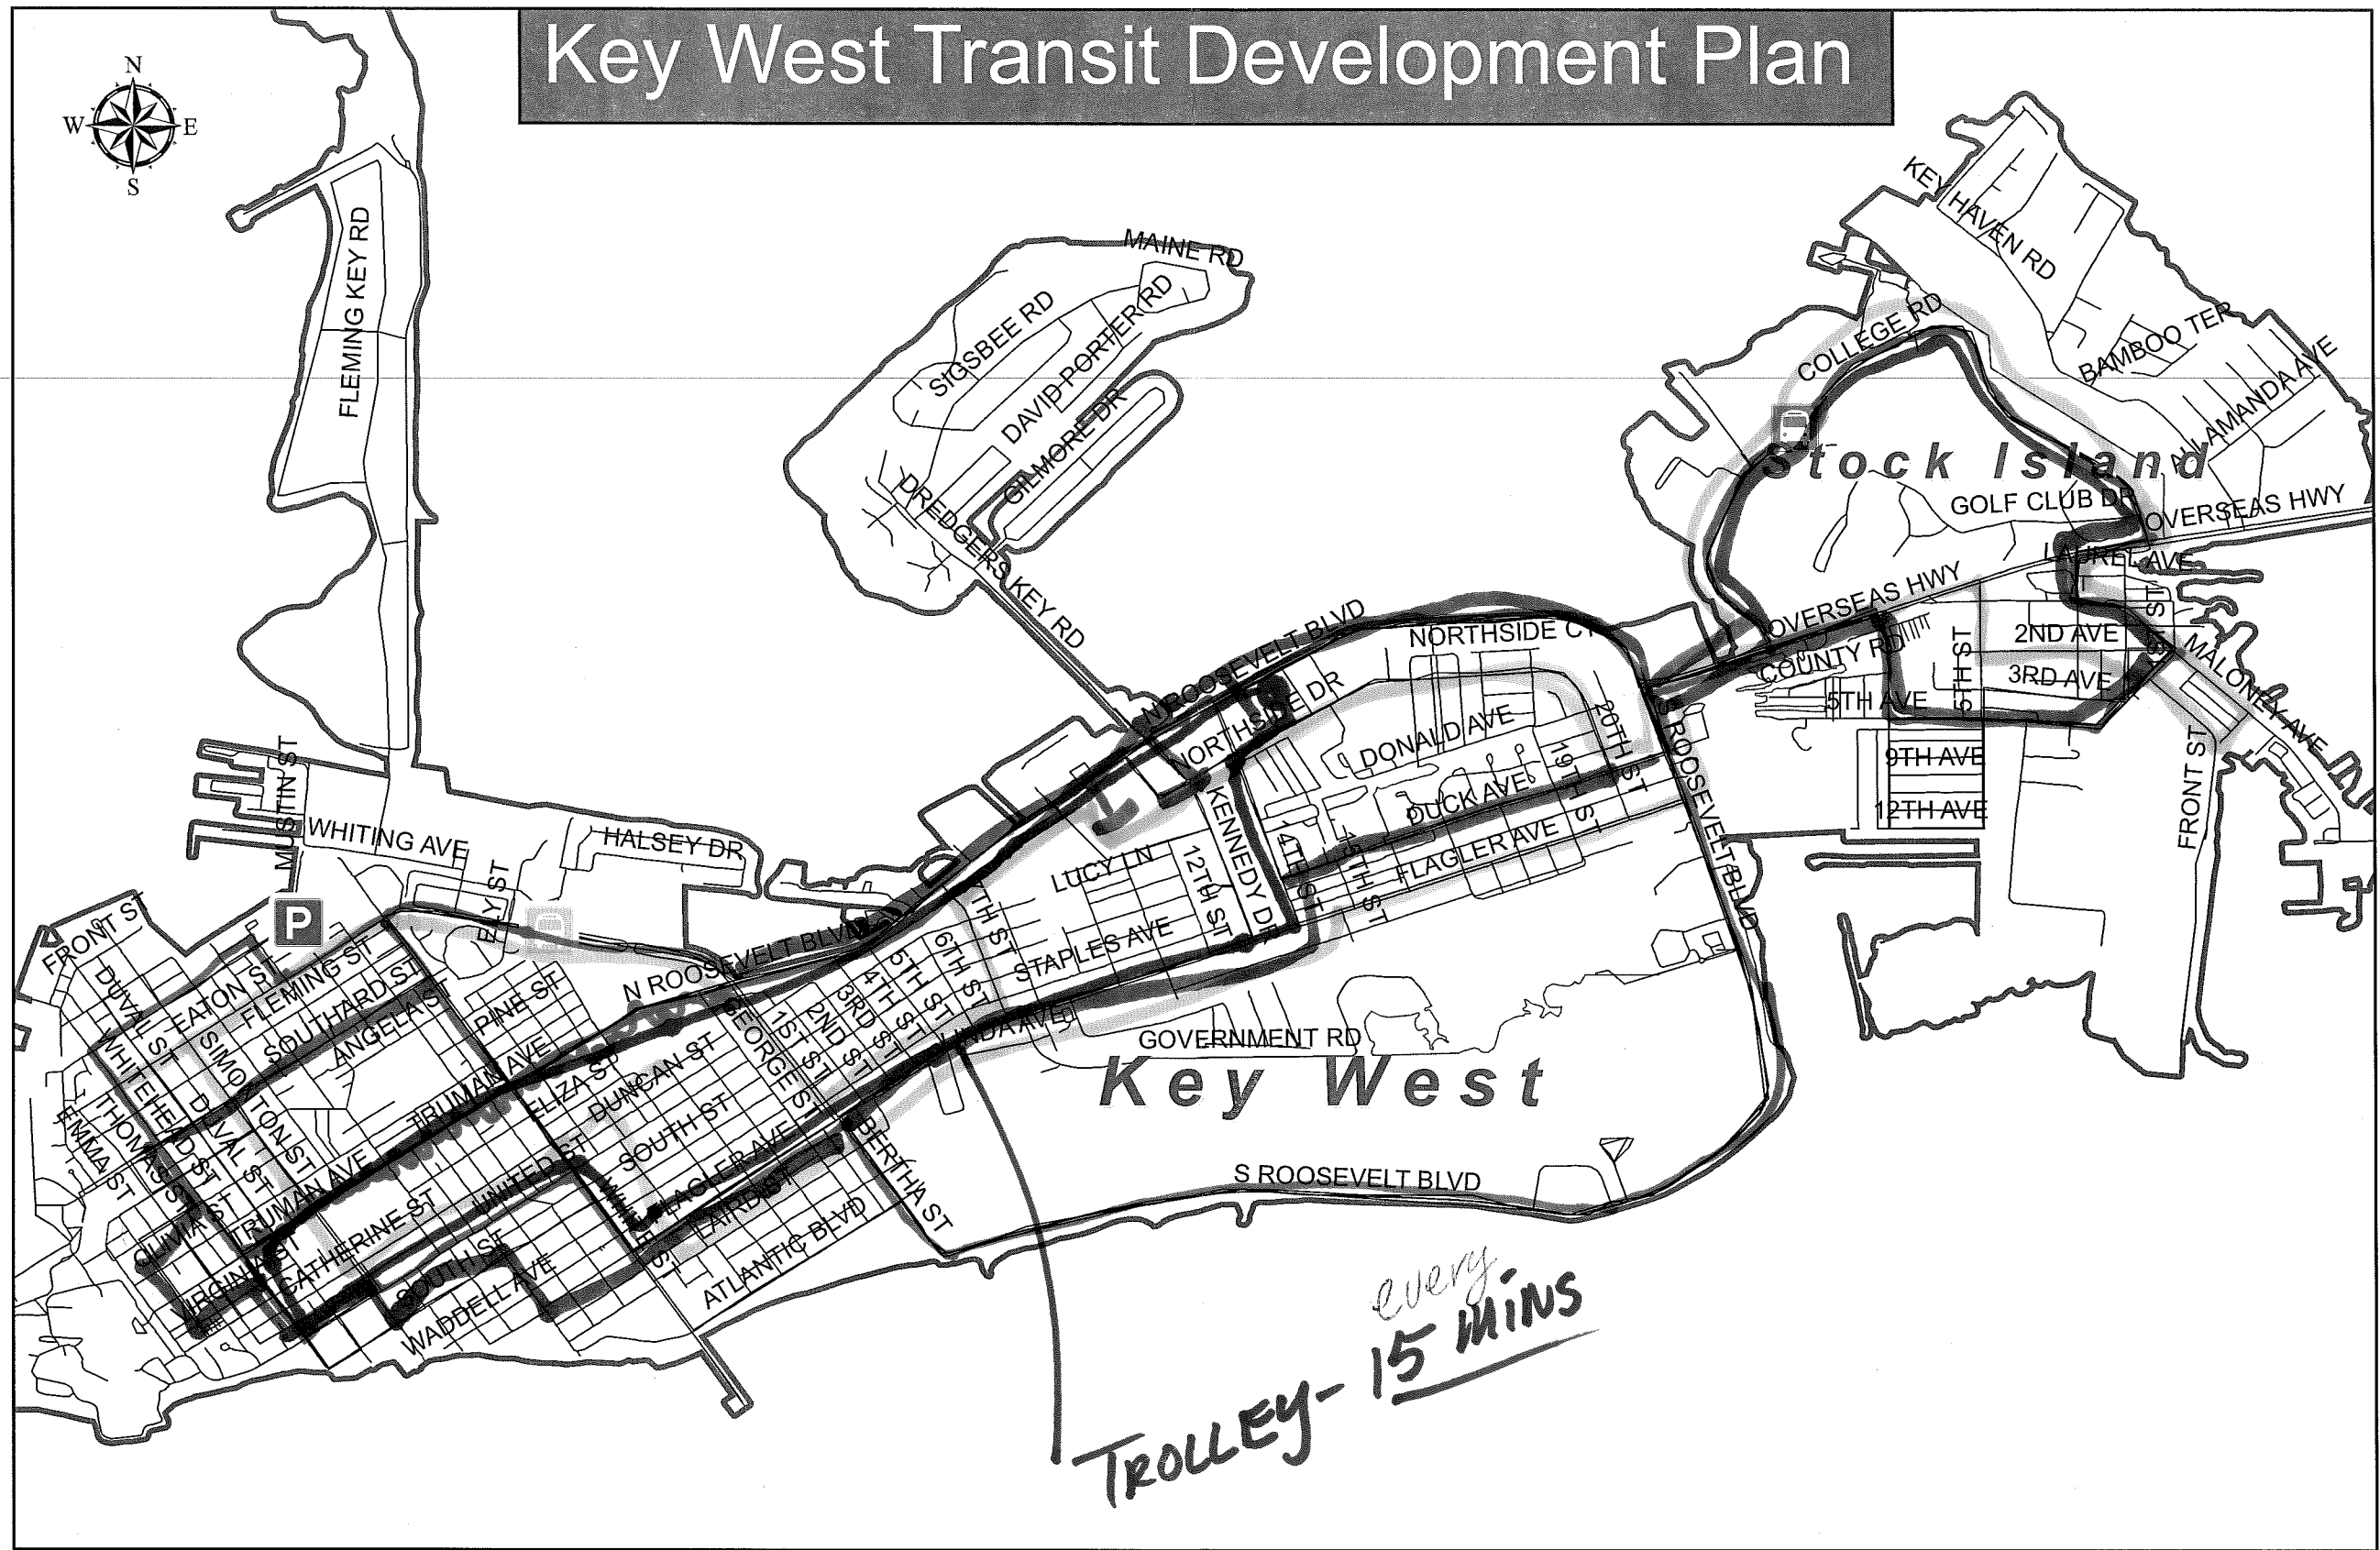 Key West Transit Development Plan
N
W
E
S
FLEMING KEY RD
MAINE RD
SIGSBEE RD
DAVID PORTER RD
GILMORE DR
DREDGERS KEY RD
KEY HAVEN RD
COLLEGE RD
BAMBOO TER
ALLAMANDA AVE
Stock Island
GOLF CLUB DR
OVERSEAS HWY
LAUREL AVE
OVERSEAS HWY
COUNTY RD
5TH ST
2ND AVE
3RD AVE
5TH AVE
MALONEY AVE
9TH AVE
12TH AVE
FRONT ST
N ROOSEVELT BLVD
NORTHSIDE CT
NORTHSIDE DR
DONALD AVE
20TH ST
19TH ST
DUCK AVE
S ROOSEVELT BLVD
KENNEDY DR
14TH ST
FLAGLER AVE
LUCY LN
12TH ST
7TH ST
STAPLES AVE
MUSTIN ST
WHITING AVE
HALSEY DR
ELY ST
P
FRONT ST
N ROOSEVELT BLVD
6TH ST
5TH ST
4TH ST
3RD ST
2ND ST
1ST ST
GEORGE ST
LINDA AVE
GOVERNMENT RD
Key West
DUVAL ST
EATON ST
FLEMING ST
SOUTHARD ST
ANGELA ST
PINE ST
SIMONTON ST
WHITEHEAD ST
DUVAL ST
THOMAS ST
EMMA ST
TRUMAN AVE
ELIZA ST
DUNCAN ST
SOUTH ST
FLAGLER AVE
UNITED ST
LAIRD ST
WHITE ST
BERTHA ST
ATLANTIC BLVD
S ROOSEVELT BLVD
OLIVIA ST
TRUMAN AVE
VIRGINIA ST
CATHERINE ST
SOUTH ST
WADDELL AVE
every
TROLLEY- 15 MINS